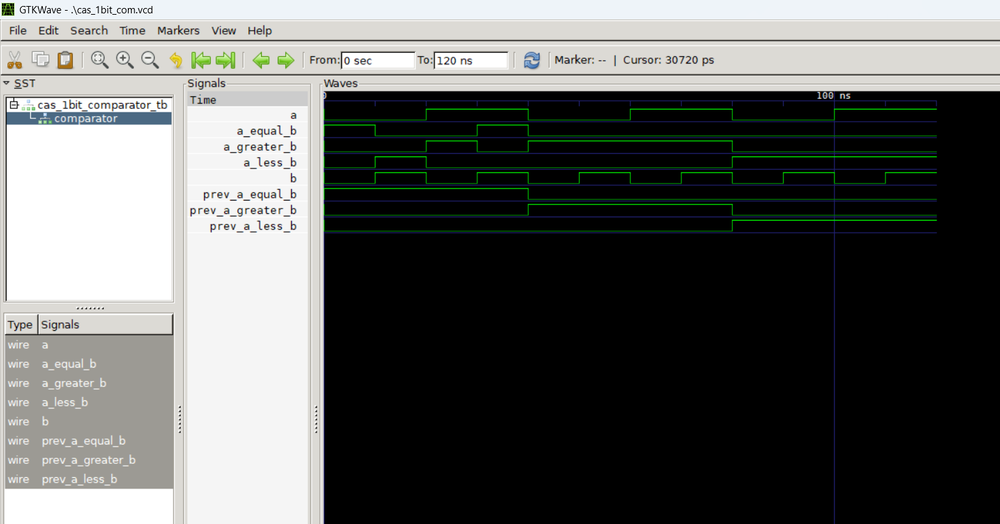 GTKWave - .\cas_1bit_com.vcd
File Edit Search Time Markers View Help
From: 0 sec To: 120 ns Marker: -- | Cursor: 30720 ps
SST
cas_1bit_comparator_tb
comparator
Type Signals
wire a
wire a_equal_b
wire a_greater_b
wire a_less_b
wire b
wire prev_a_equal_b
wire prev_a_greater_b
wire prev_a_less_b
Signals
Time
a
a_equal_b
a_greater_b
a_less_b
b
prev_a_equal_b
prev_a_greater_b
prev_a_less_b
Waves
0 100 ns